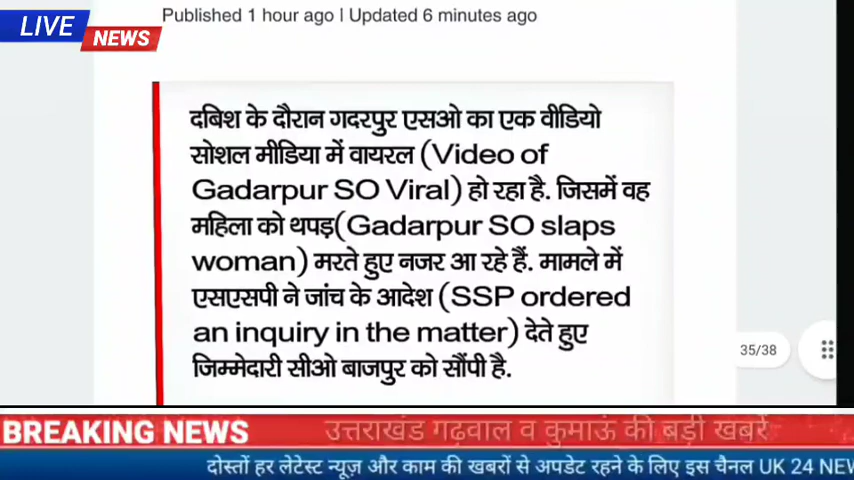 Published 1 hour ago | Updated 6 minutes ago
LIVE
NEWS
दबिश के दौरान गदरपुर एसओ का एक वीडियो
सोशल मीडिया में वायरल (Video of
Gadarpur SO Viral) हो रहा है. जिसमें वह
महिला को थपड़(Gadarpur SO slaps
woman) मरते हुए नजर आ रहे हैं. मामले में
एसएसपी ने जांच के आदेश (SSP ordered
an inquiry in the matter) देते हुए
जिम्मेदारी सीओ बाजपुर को सौंपी है.
35/38
BREAKING NEWS उत्तराखंड गढ़वाल व कुमाऊं की बड़ी खबरें
दोस्तों हर लेटेस्ट न्यूज़ और काम की खबरों से अपडेट रहने के लिए इस चैनल UK 24 NEW